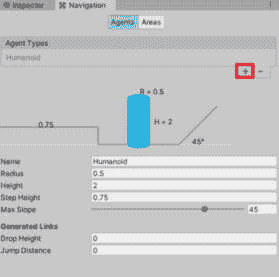 Inspector Navigation
Agents Areas
Agent Types
Humanoid
+ −
R = 0.5
0.75
H = 2
45°
Name Humanoid
Radius 0.5
Height 2
Step Height 0.75
Max Slope 45
Generated Links
Drop Height 0
Jump Distance 0